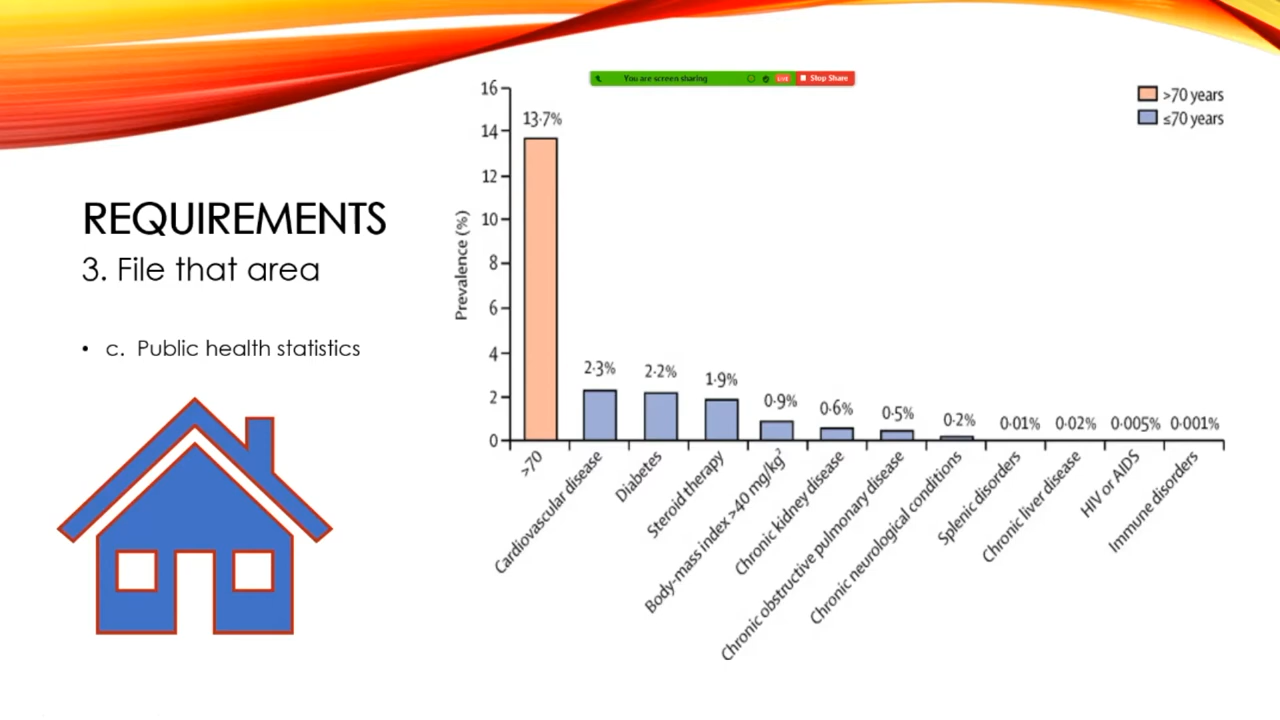 You are screen sharing
LIVE
Stop Share
REQUIREMENTS
3. File that area
• c. Public health statistics
>70 years
≤70 years
Prevalence (%)
16
14
12
10
8
6
4
2
0
13·7%
2·3%
2·2%
1·9%
0·9%
0·6%
0·5%
0·2%
0·01%
0·02%
0·005%
0·001%
>70
Cardiovascular disease
Diabetes
Steroid therapy
Body-mass index >40 mg/kg²
Chronic kidney disease
Chronic obstructive pulmonary disease
Chronic neurological conditions
Splenic disorders
Chronic liver disease
HIV or AIDS
Immune disorders